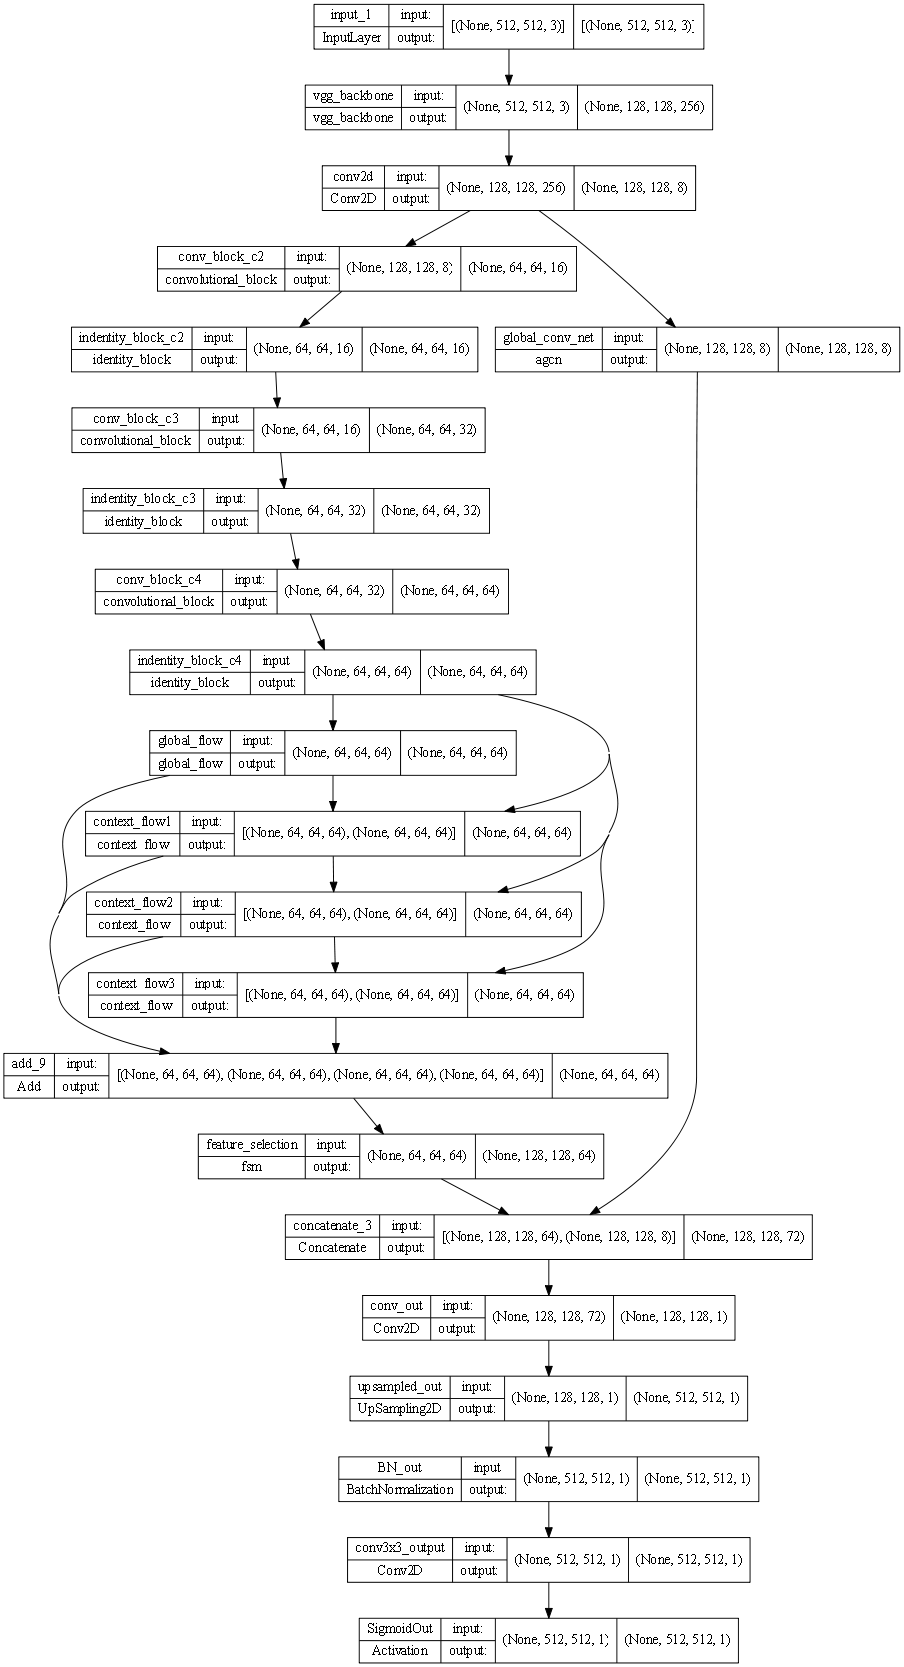 input_1 input: [(None, 512, 512, 3)] [(None, 512, 512, 3)]
InputLayer output:
vgg_backbone input: (None, 512, 512, 3) (None, 128, 128, 256)
vgg_backbone output:
conv2d input: (None, 128, 128, 256) (None, 128, 128, 8)
Conv2D output:
conv_block_c2 input: (None, 128, 128, 8) (None, 64, 64, 16)
convolutional_block output:
indentity_block_c2 input: (None, 64, 64, 16) (None, 64, 64, 16)
identity_block output:
global_conv_net input: (None, 128, 128, 8) (None, 128, 128, 8)
agcn output:
conv_block_c3 input (None, 64, 64, 16) (None, 64, 64, 32)
convolutional_block output:
indentity_block_c3 input: (None, 64, 64, 32) (None, 64, 64, 32)
identity_block output:
conv_block_c4 input: (None, 64, 64, 32) (None, 64, 64, 64)
convolutional_block output:
indentity_block_c4 input (None, 64, 64, 64) (None, 64, 64, 64)
identity_block output:
global_flow input: (None, 64, 64, 64) (None, 64, 64, 64)
global_flow output:
context_flow1 input: [(None, 64, 64, 64), (None, 64, 64, 64)] (None, 64, 64, 64)
context_flow output:
context_flow2 input: [(None, 64, 64, 64), (None, 64, 64, 64)] (None, 64, 64, 64)
context_flow output:
context_flow3 input: [(None, 64, 64, 64), (None, 64, 64, 64)] (None, 64, 64, 64)
context_flow output:
add_9 input: [(None, 64, 64, 64), (None, 64, 64, 64), (None, 64, 64, 64), (None, 64, 64, 64)] (None, 64, 64, 64)
Add output:
feature_selection input: (None, 64, 64, 64) (None, 128, 128, 64)
fsm output:
concatenate_3 input: [(None, 128, 128, 64), (None, 128, 128, 8)] (None, 128, 128, 72)
Concatenate output:
conv_out input: (None, 128, 128, 72) (None, 128, 128, 1)
Conv2D output:
upsampled_out input: (None, 128, 128, 1) (None, 512, 512, 1)
UpSampling2D output:
BN_out input (None, 512, 512, 1) (None, 512, 512, 1)
BatchNormalization output:
conv3x3_output input: (None, 512, 512, 1) (None, 512, 512, 1)
Conv2D output:
SigmoidOut input: (None, 512, 512, 1) (None, 512, 512, 1)
Activation output: